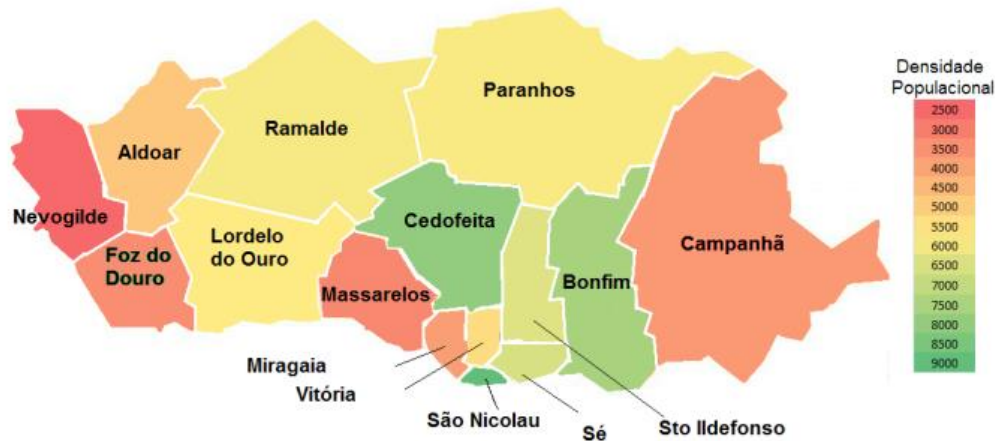 Paranhos
Densidade
Populacional
Ramalde
Aldoar
Nevogilde
Cedofeita
Lordelo
do Ouro
Foz do
Douro
Campanhã
Bonfim
Massarelos
Miragaia
Vitória
São Nicolau
Sé
Sto Ildefonso
2500
3000
3500
4000
4500
5000
5500
6000
6500
7000
7500
8000
8500
9000